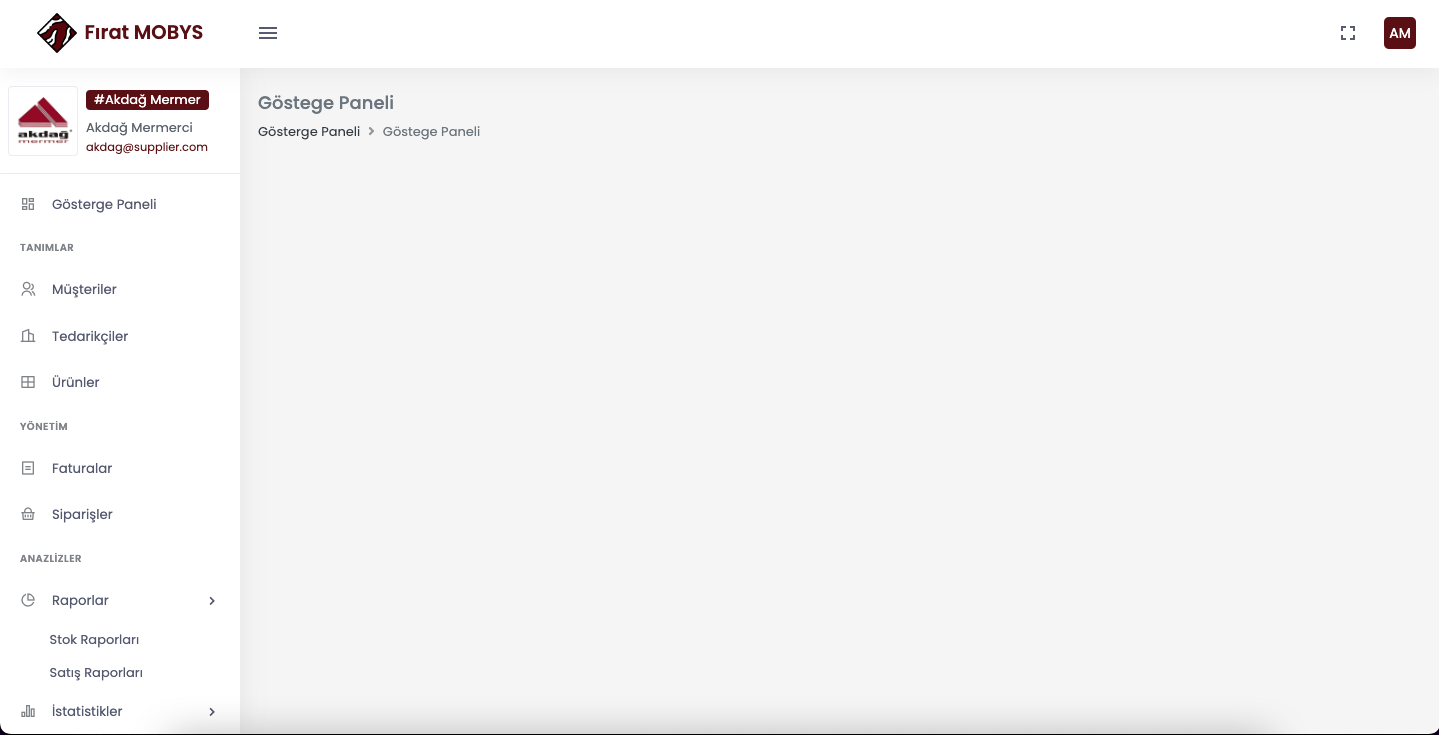 Fırat MOBYS
AM
#Akdağ Mermer
Akdağ Mermerci
akdag@supplier.com
akdağ
mermer
Göstege Paneli
Gösterge Paneli > Göstege Paneli
Gösterge Paneli
TANIMLAR
Müşteriler
Tedarikçiler
Ürünler
YÖNETİM
Faturalar
Siparişler
ANAZLİZLER
Raporlar
Stok Raporları
Satış Raporları
İstatistikler